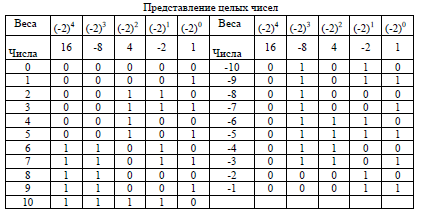 Представление целых чисел
Веса (-2)⁴ (-2)³ (-2)² (-2)¹ (-2)⁰ Веса (-2)⁴ (-2)³ (-2)² (-2)¹ (-2)⁰
Числа 16 -8 4 -2 1 Числа 16 -8 4 -2 1
0 0 0 0 0 0 -10 0 1 0 1 0
1 0 0 0 0 1 -9 0 1 0 1 1
2 0 0 1 1 0 -8 0 1 0 0 0
3 0 0 1 1 1 -7 0 1 0 0 1
4 0 0 1 0 0 -6 0 1 1 1 0
5 0 0 1 0 1 -5 0 1 1 1 1
6 1 1 0 1 0 -4 0 1 1 0 0
7 1 1 0 1 1 -3 0 1 1 0 1
8 1 1 0 0 0 -2 0 0 0 1 0
9 1 1 0 0 1 -1 0 0 0 1 1
10 1 1 1 1 0